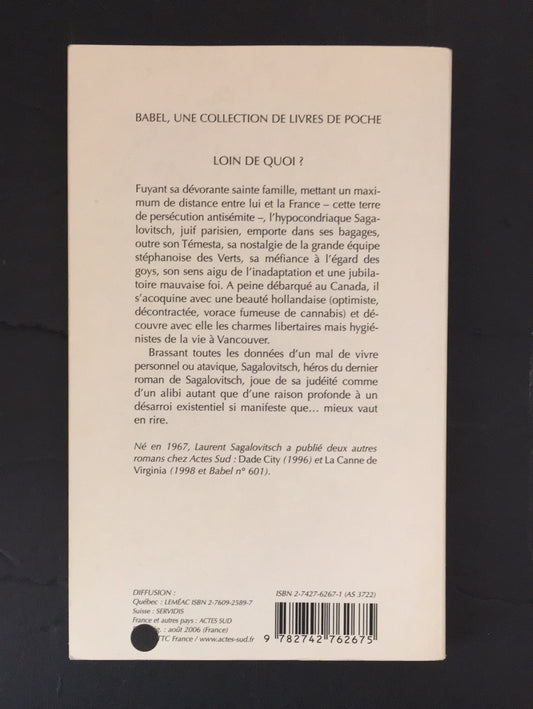 BABEL, UNE COLLECTION DE LIVRES DE POCHE
LOIN DE QUOI ?
Fuyant sa dévorante sainte famille, mettant un maxi-
mum de distance entre lui et la France – cette terre
de persécution antisémite –, l'hypocondriaque Saga-
lovitsch, juif parisien, emporte dans ses bagages,
outre son Témesta, sa nostalgie de la grande équipe
stéphanoise des Verts, sa méfiance à l'égard des
goys, son sens aigu de l'inadaptation et une jubila-
toire mauvaise foi. A peine débarqué au Canada, il
s'acoquine avec une beauté hollandaise (optimiste,
décontractée, vorace fumeuse de cannabis) et dé-
couvre avec elle les charmes libertaires mais hygié-
nistes de la vie à Vancouver.
Brassant toutes les données d'un mal de vivre
personnel ou atavique, Sagalovitsch, héros du dernier
roman de Sagalovitsch, joue de sa judéité comme
d'un alibi autant que d'une raison profonde à un
désarroi existentiel si manifeste que... mieux vaut
en rire.
Né en 1967, Laurent Sagalovitsch a publié deux autres
romans chez Actes Sud : Dade City (1996) et La Canne de
Virginia (1998 et Babel n° 601).
DIFFUSION :
Québec : LEMÉAC ISBN 2-7609-2589-7
Suisse : SERVIDIS
France et autres pays : ACTES SUD
: août 2006 (France)
TTC France / www.actes-sud.fr
ISBN 2-7427-6267-1 (AS 3722)
9 782742 762675